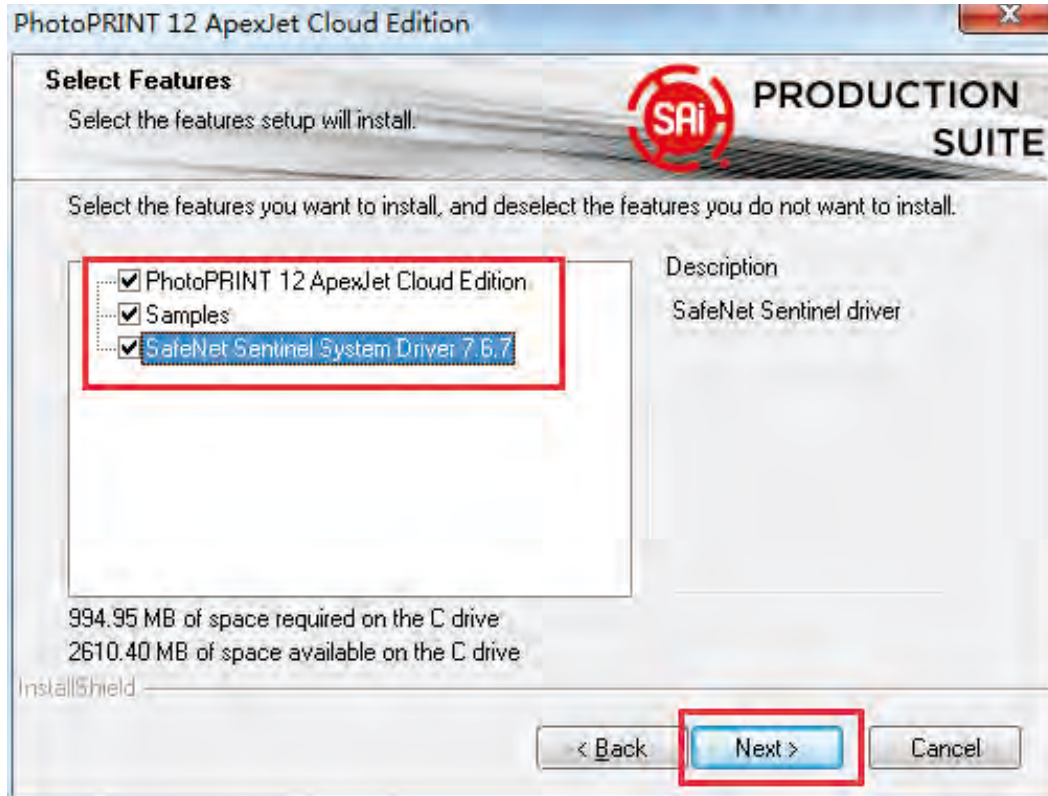 PhotoPRINT 12 ApexJet Cloud Edition
X
Select Features
Select the features setup will install.
SAi
PRODUCTION
SUITE
Select the features you want to install, and deselect the features you do not want to install.
PhotoPRINT 12 ApexJet Cloud Edition
Samples
SafeNet Sentinel System Driver 7.6.7
Description
SafeNet Sentinel driver
994.95 MB of space required on the C drive
2610.40 MB of space available on the C drive
InstallShield
< Back
Next >
Cancel